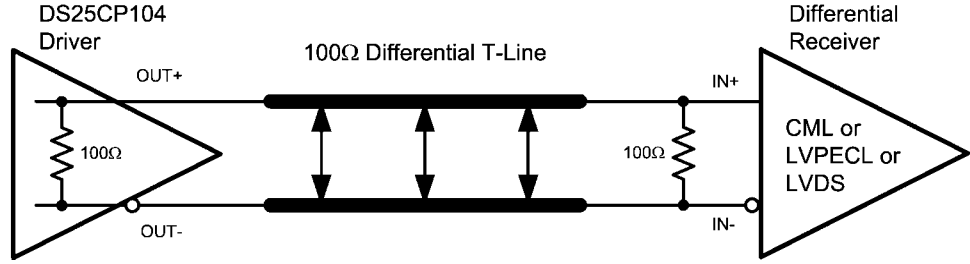 DS25CP104
Driver
Differential
Receiver
100Ω Differential T-Line
OUT+
IN+
100Ω
100Ω
CML or
LVPECL or
LVDS
OUT-
IN-